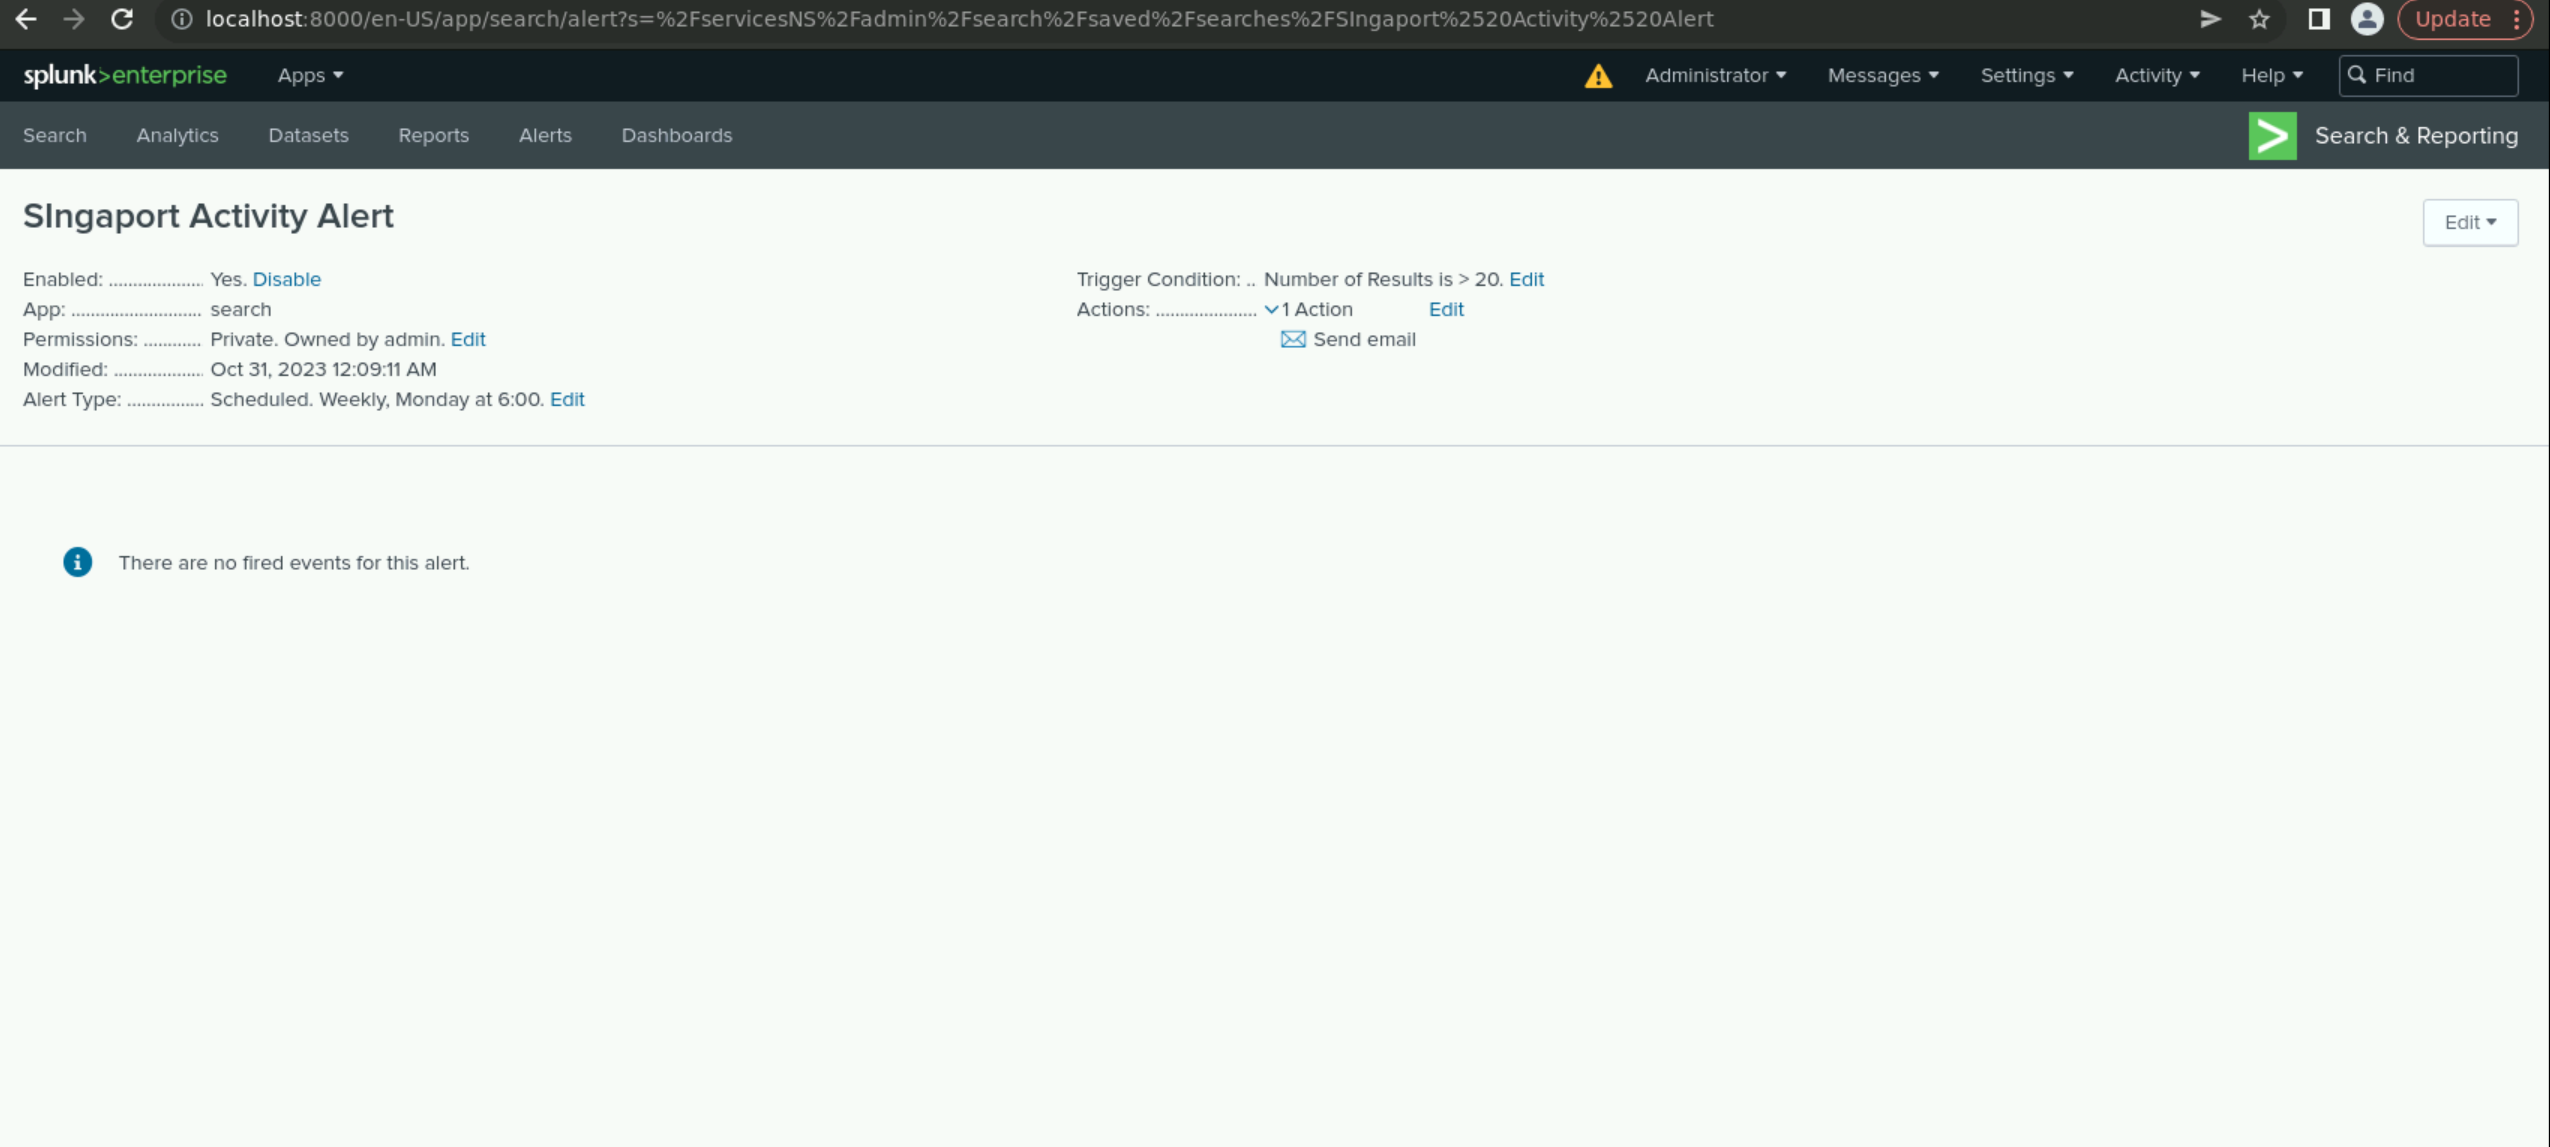 localhost:8000/en-US/app/search/alert?s=%2FservicesNS%2Fadmin%2Fsearch%2Fsaved%2Fsearches%2FSIngaport%2520Activity%2520Alert
Update
splunk>enterprise Apps Administrator Messages Settings Activity Help Find
Search Analytics Datasets Reports Alerts Dashboards Search & Reporting
SIngaport Activity Alert
Edit
Enabled: .................... Yes. Disable
App: ........................... search
Permissions: ............ Private. Owned by admin. Edit
Modified: ................... Oct 31, 2023 12:09:11 AM
Alert Type: ................ Scheduled. Weekly, Monday at 6:00. Edit
Trigger Condition: .. Number of Results is > 20. Edit
Actions: ..................... 1 Action Edit
Send email
There are no fired events for this alert.